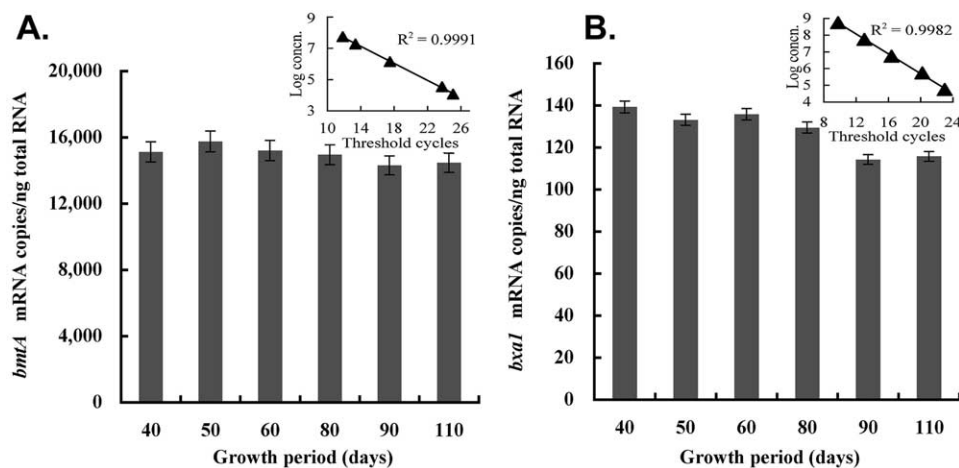 A.
bmtA mRNA copies/ng total RNA
20,000
16,000
12,000
8,000
4,000
0
40 50 60 80 90 110
Growth period (days)
Log concn.
9
7
5
3
R² = 0.9991
10 14 18 22 26
Threshold cycles
B.
bxa1 mRNA copies/ng total RNA
160
140
120
100
80
60
40
20
0
40 50 60 80 90 110
Growth period (days)
Log concn.
9
8
7
6
5
4
R² = 0.9982
8 12 16 20 24
Threshold cycles